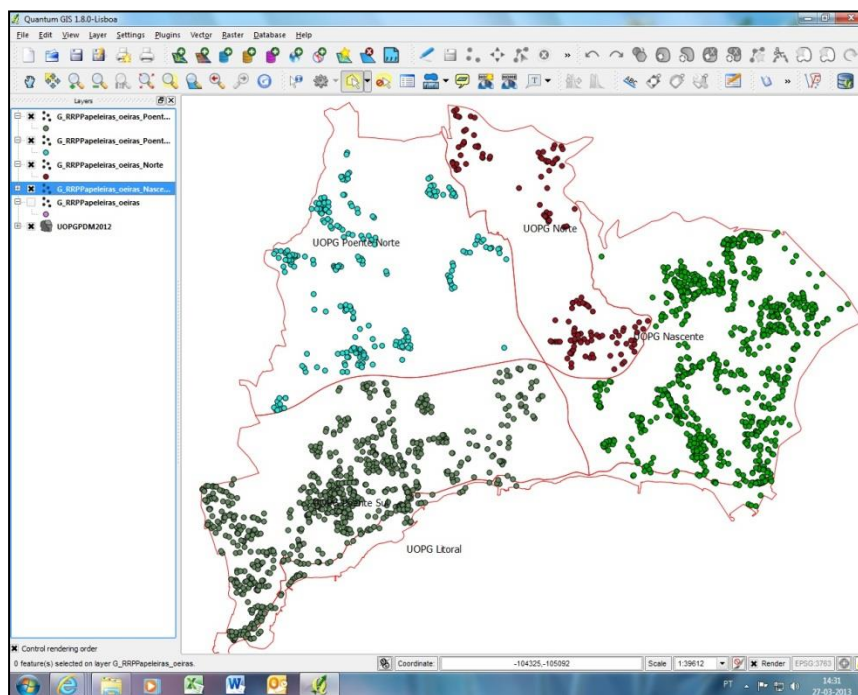 Quantum GIS 1.8.0-Lisboa
File Edit View Layer Settings Plugins Vector Raster Database Help
Layers
G_RRPPapeleiras_oeiras_Poent...
G_RRPPapeleiras_oeiras_Poent...
G_RRPPapeleiras_oeiras_Norte
G_RRPPapeleiras_oeiras_Nasce...
G_RRPPapeleiras_oeiras
UOPGPDM2012
UOPG Poente Norte
UOPG Norte
UOPG Nascente
Poente Sul
UOPG Litoral
Control rendering order
0 feature(s) selected on layer G_RRPPapeleiras_oeiras.
Coordinate: -104325,-105092 Scale 1:39612 Render EPSG:3763
PT 14:31
27-03-2013